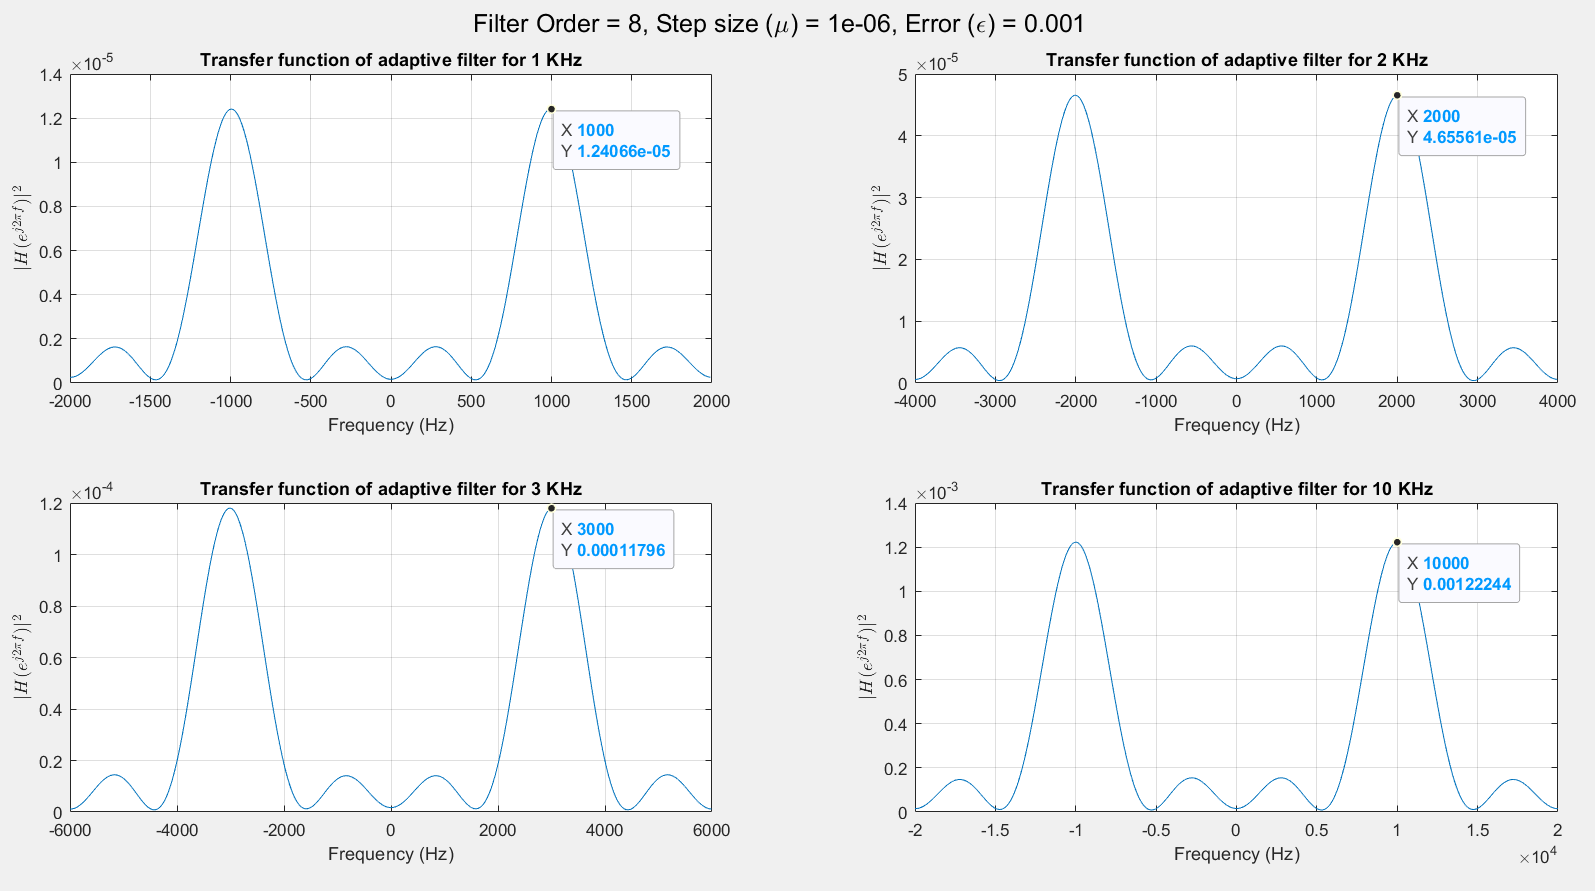 Filter Order = 8, Step size (μ) = 1e-06, Error (ϵ) = 0.001
Transfer function of adaptive filter for 1 KHz
×10^-5
1.4
1.2
1
0.8
0.6
0.4
0.2
0
|H(e^{j2πf})|^2
X 1000
Y 1.24066e-05
-2000 -1500 -1000 -500 0 500 1000 1500 2000
Frequency (Hz)
Transfer function of adaptive filter for 2 KHz
×10^-5
5
4
3
2
1
0
|H(e^{j2πf})|^2
X 2000
Y 4.65561e-05
-4000 -3000 -2000 -1000 0 1000 2000 3000 4000
Frequency (Hz)
Transfer function of adaptive filter for 3 KHz
×10^-4
1.2
1
0.8
0.6
0.4
0.2
0
|H(e^{j2πf})|^2
X 3000
Y 0.00011796
-6000 -4000 -2000 0 2000 4000 6000
Frequency (Hz)
Transfer function of adaptive filter for 10 KHz
×10^-3
1.4
1.2
1
0.8
0.6
0.4
0.2
0
|H(e^{j2πf})|^2
X 10000
Y 0.00122244
-2 -1.5 -1 -0.5 0 0.5 1 1.5 2
×10^4
Frequency (Hz)